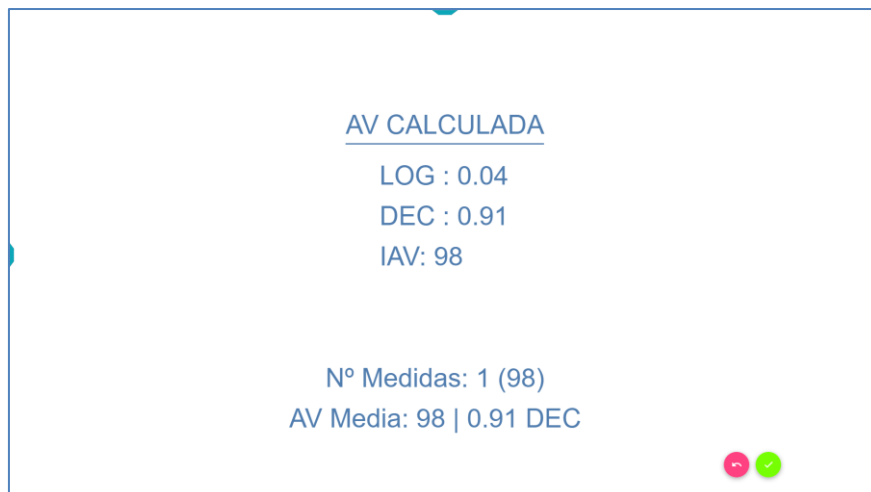 AV CALCULADA
LOG : 0.04
DEC : 0.91
IAV: 98
Nº Medidas: 1 (98)
AV Media: 98 | 0.91 DEC